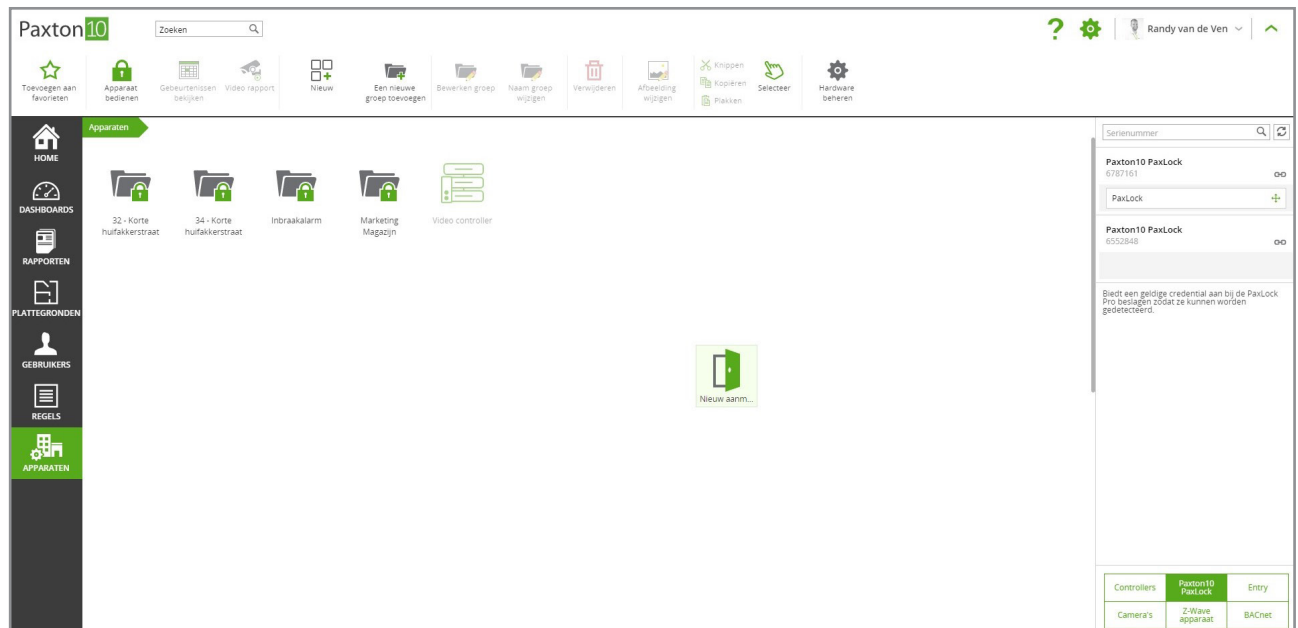 Paxton10
Zoeken
Randy van de Ven
Toevoegen aan
favorieten
Apparaat
bedienen
Gebeurtenissen
bekijken
Video rapport
Nieuw
Een nieuwe
groep toevoegen
Bewerken groep
Naam groep
wijzigen
Verwijderen
Afbeelding
wijzigen
Knippen
Kopiëren
Plakken
Selecteer
Hardware
beheren
HOME
DASHBOARDS
RAPPORTEN
PLATTEGRONDEN
GEBRUIKERS
REGELS
APPARATEN
Apparaten
32 - Korte
huifakkerstraat
34 - Korte
huifakkerstraat
Inbraakalarm
Marketing
Magazijn
Video controller
Nieuw aanm...
Serienummer
Paxton10 PaxLock
6787161
PaxLock
Paxton10 PaxLock
6552848
Biedt een geldige credential aan bij de PaxLock
Pro beslagen zodat ze kunnen worden
gedetecteerd.
Controllers
Paxton10
PaxLock
Entry
Camera's
Z-Wave
apparaat
BACnet